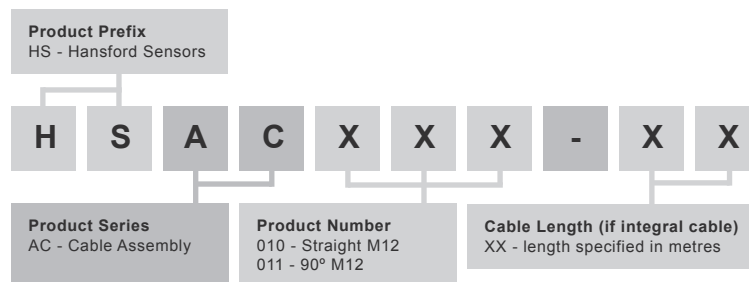 Product Prefix
HS - Hansford Sensors
H S A C X X X - X X
Product Series
AC - Cable Assembly
Product Number
010 - Straight M12
011 - 90º M12
Cable Length (if integral cable)
XX - length specified in metres